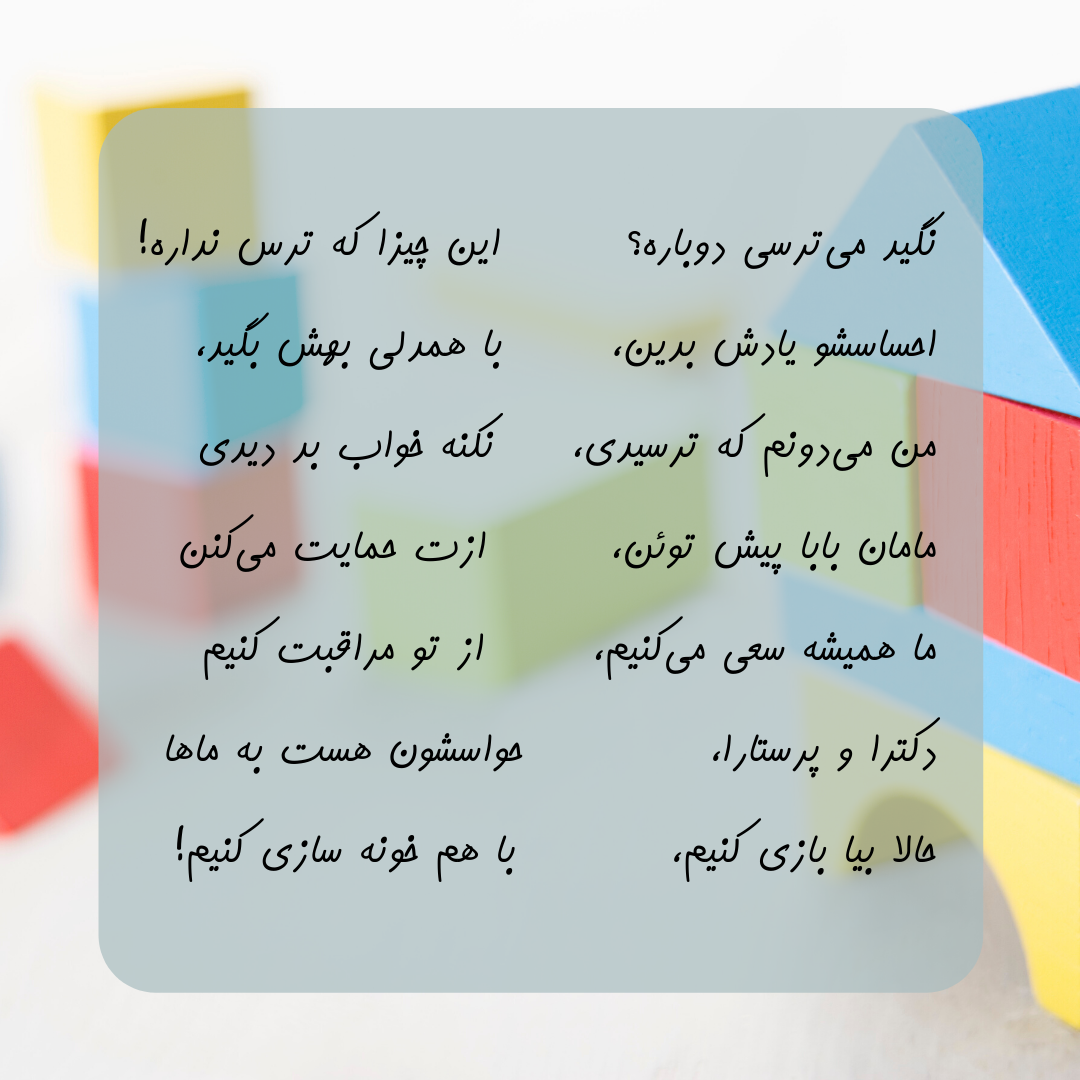 نگید می‌ترسی دوباره؟ این چیزا که ترس نداره!
احساسشو یادش بدین، با همدلی بهش بگید،
من می‌دونم که ترسیدی، نکنه خواب بد دیدی
مامان بابا پیش توئن، ازت حمایت می‌کنن
ما همیشه سعی می‌کنیم، از تو مراقبت کنیم
دکترا و پرستارا، حواسشون هست به ماها
حالا بیا بازی کنیم، با هم خونه سازی کنیم!